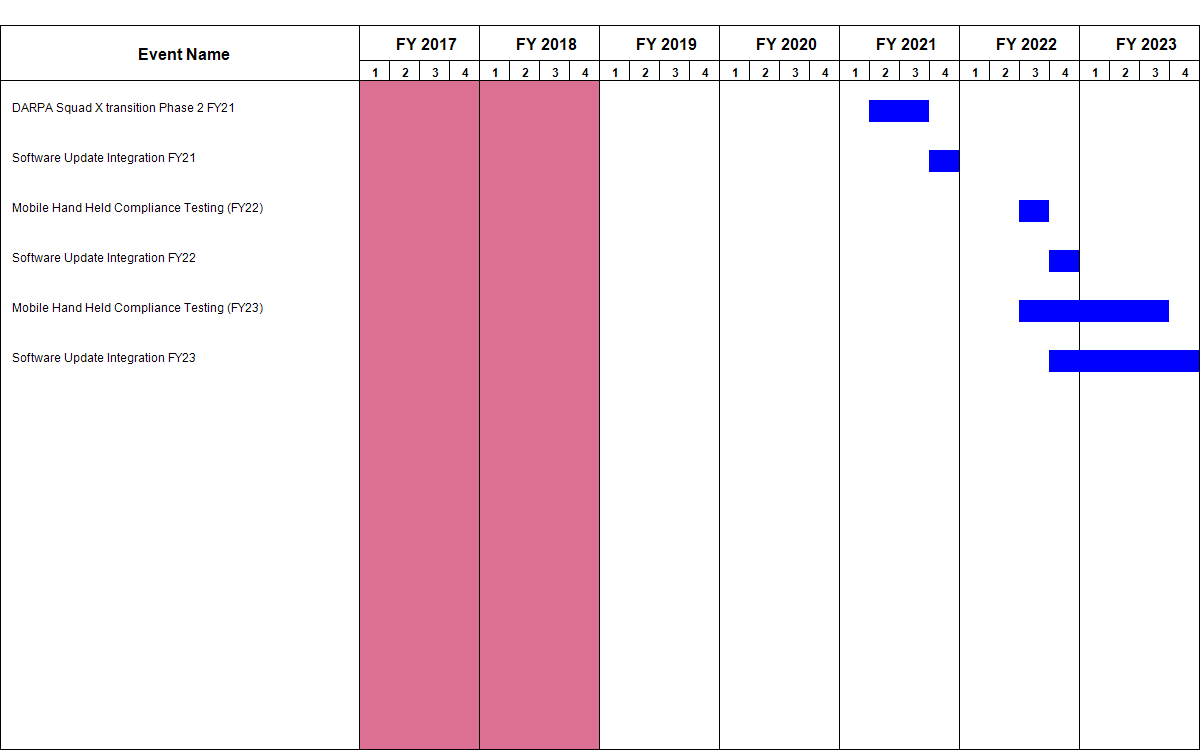 Event Name FY 2017 FY 2018 FY 2019 FY 2020 FY 2021 FY 2022 FY 2023
1 2 3 4 1 2 3 4 1 2 3 4 1 2 3 4 1 2 3 4 1 2 3 4 1 2 3 4
DARPA Squad X transition Phase 2 FY21
Software Update Integration FY21
Mobile Hand Held Compliance Testing (FY22)
Software Update Integration FY22
Mobile Hand Held Compliance Testing (FY23)
Software Update Integration FY23